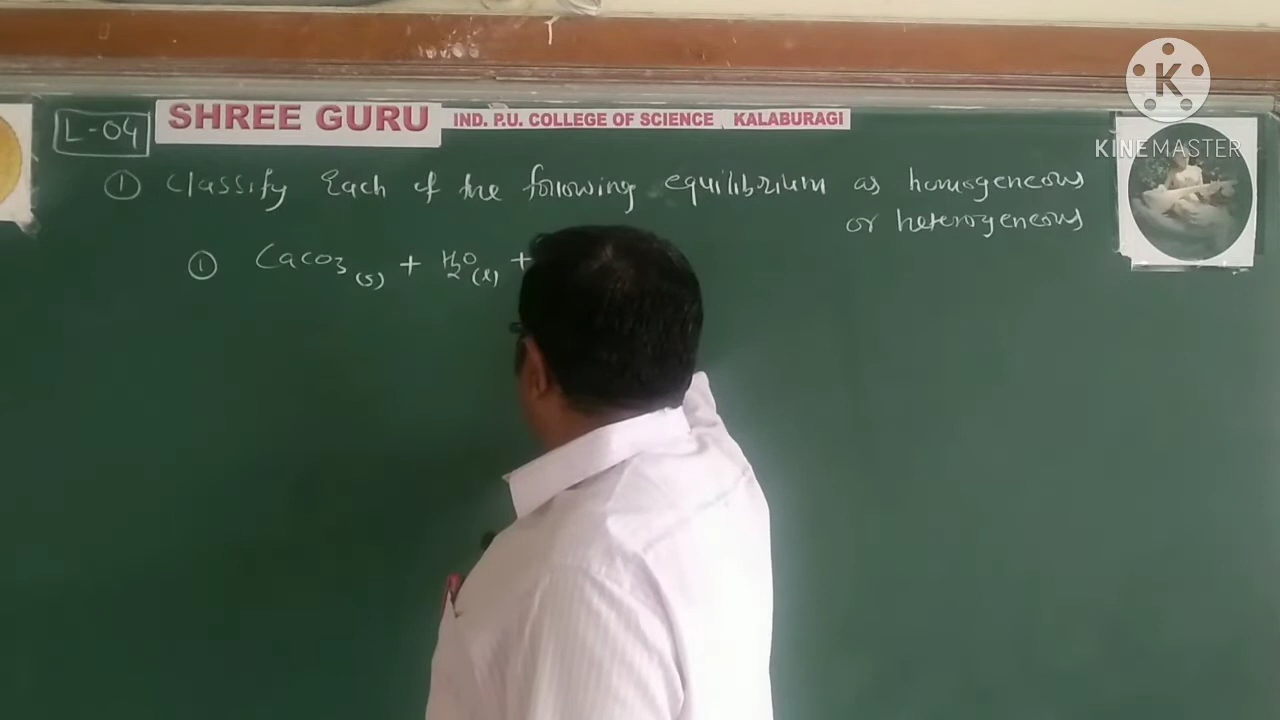 L-04
SHREE GURU IND. P.U. COLLEGE OF SCIENCE, KALABURAGI
K
KINEMASTER
① Classify Each of the following equilibrium as homogeneous
or heterogeneous
① CaCO3 (s) + H2O (l) +